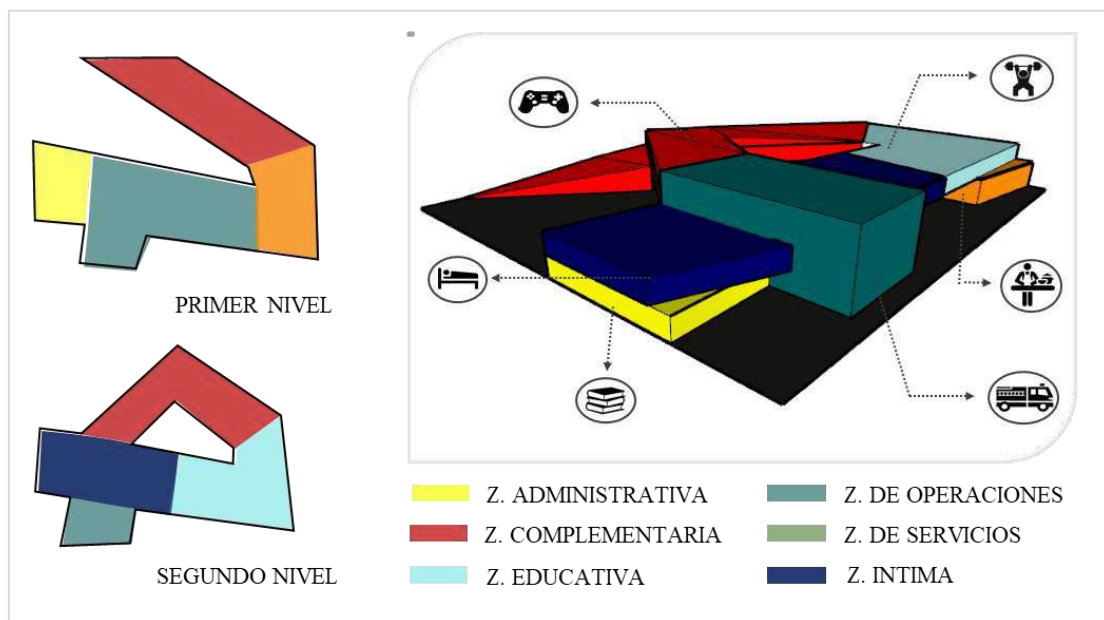 PRIMER NIVEL
SEGUNDO NIVEL
Z. ADMINISTRATIVA
Z. COMPLEMENTARIA
Z. EDUCATIVA
Z. DE OPERACIONES
Z. DE SERVICIOS
Z. INTIMA